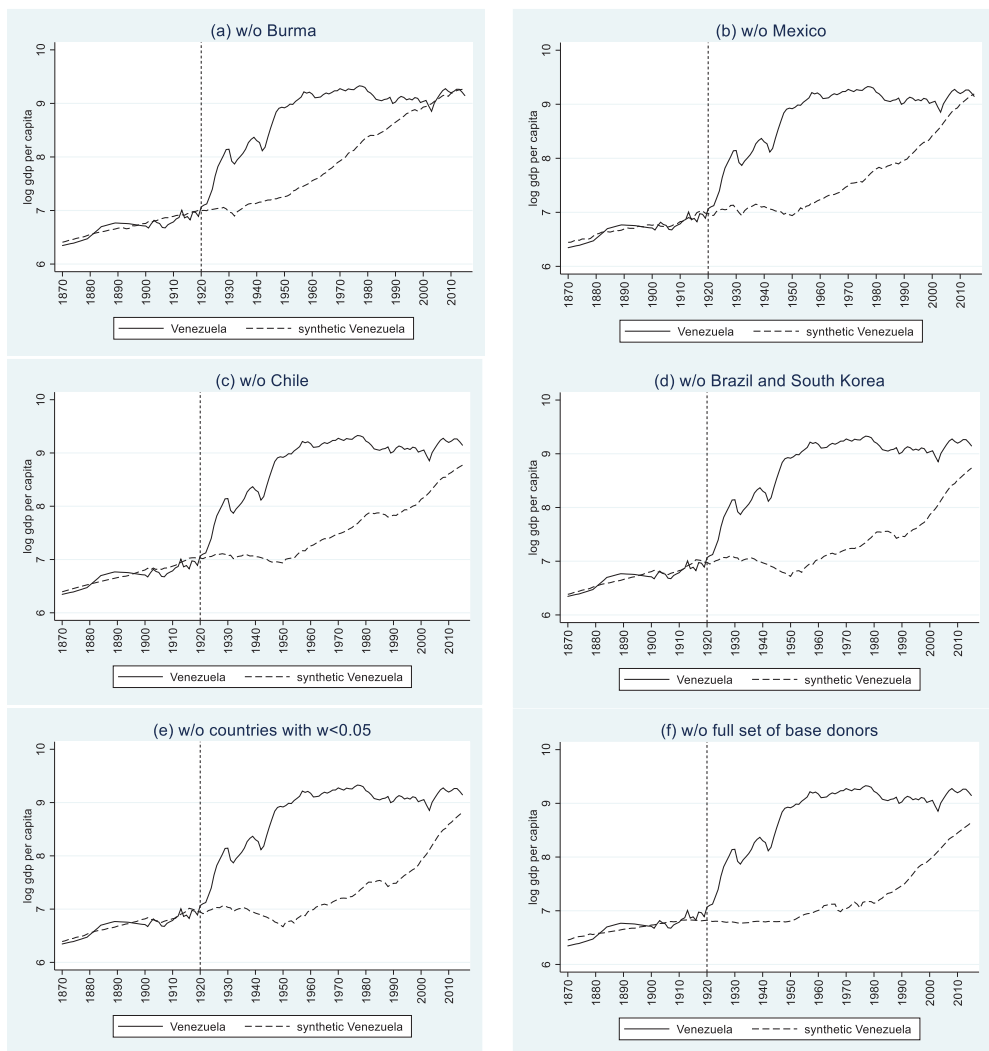 (a) w/o Burma
log gdp per capita
10
9
8
7
6
1870 1880 1890 1900 1910 1920 1930 1940 1950 1960 1970 1980 1990 2000 2010
Venezuela synthetic Venezuela
(b) w/o Mexico
log gdp per capita
10
9
8
7
6
1870 1880 1890 1900 1910 1920 1930 1940 1950 1960 1970 1980 1990 2000 2010
Venezuela synthetic Venezuela
(c) w/o Chile
log gdp per capita
10
9
8
7
6
1870 1880 1890 1900 1910 1920 1930 1940 1950 1960 1970 1980 1990 2000 2010
Venezuela synthetic Venezuela
(d) w/o Brazil and South Korea
log gdp per capita
10
9
8
7
6
1870 1880 1890 1900 1910 1920 1930 1940 1950 1960 1970 1980 1990 2000 2010
Venezuela synthetic Venezuela
(e) w/o countries with w<0.05
log gdp per capita
10
9
8
7
6
1870 1880 1890 1900 1910 1920 1930 1940 1950 1960 1970 1980 1990 2000 2010
Venezuela synthetic Venezuela
(f) w/o full set of base donors
log gdp per capita
10
9
8
7
6
1870 1880 1890 1900 1910 1920 1930 1940 1950 1960 1970 1980 1990 2000 2010
Venezuela synthetic Venezuela